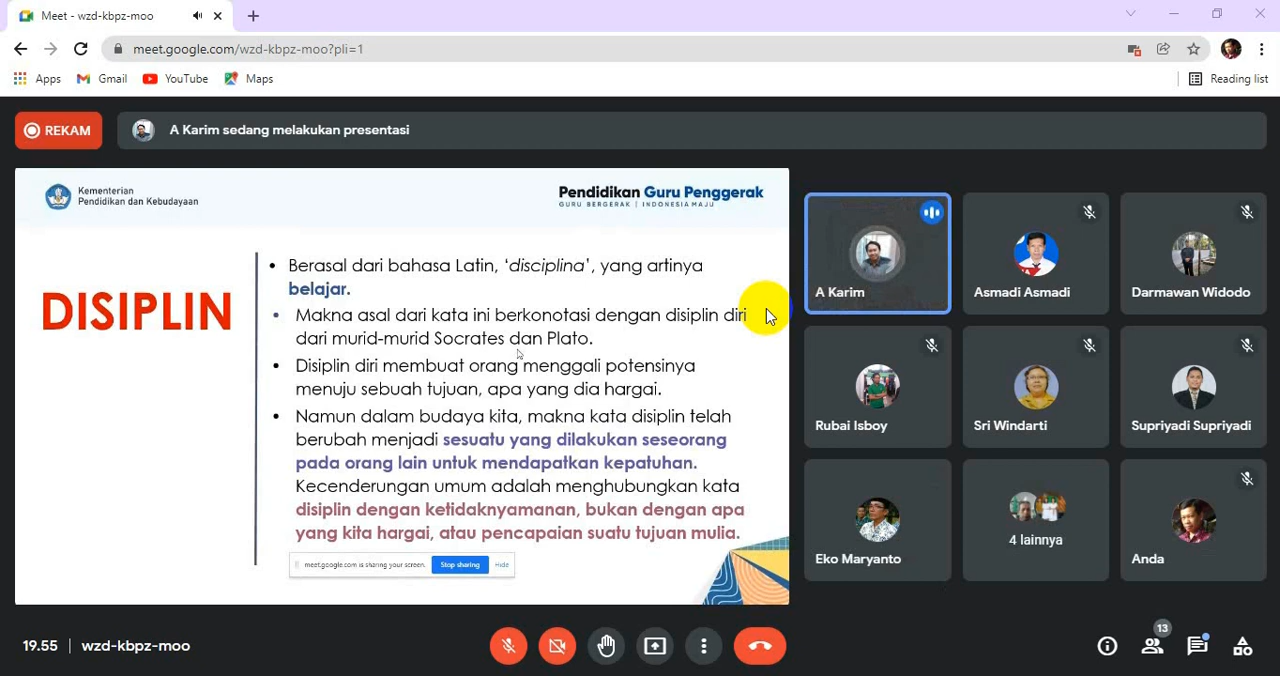 Meet - wzd-kbpz-moo
meet.google.com/wzd-kbpz-moo?pli=1
Apps Gmail YouTube Maps Reading list
REKAM
A Karim sedang melakukan presentasi
Kementerian
Pendidikan dan Kebudayaan
Pendidikan Guru Penggerak
GURU BERGERAK | INDONESIA MAJU
DISIPLIN
• Berasal dari bahasa Latin, ‘disciplina’, yang artinya
belajar.
• Makna asal dari kata ini berkonotasi dengan disiplin diri
dari murid-murid Socrates dan Plato.
• Disiplin diri membuat orang menggali potensinya
menuju sebuah tujuan, apa yang dia hargai.
• Namun dalam budaya kita, makna kata disiplin telah
berubah menjadi sesuatu yang dilakukan seseorang
pada orang lain untuk mendapatkan kepatuhan.
Kecenderungan umum adalah menghubungkan kata
disiplin dengan ketidaknyamanan, bukan dengan apa
yang kita hargai, atau pencapaian suatu tujuan mulia.
meet.google.com is sharing your screen. Stop sharing Hide
A Karim
Asmadi Asmadi
Darmawan Widodo
Rubai Isboy
Sri Windarti
Supriyadi Supriyadi
Eko Maryanto
4 lainnya
Anda
19.55 | wzd-kbpz-moo
13